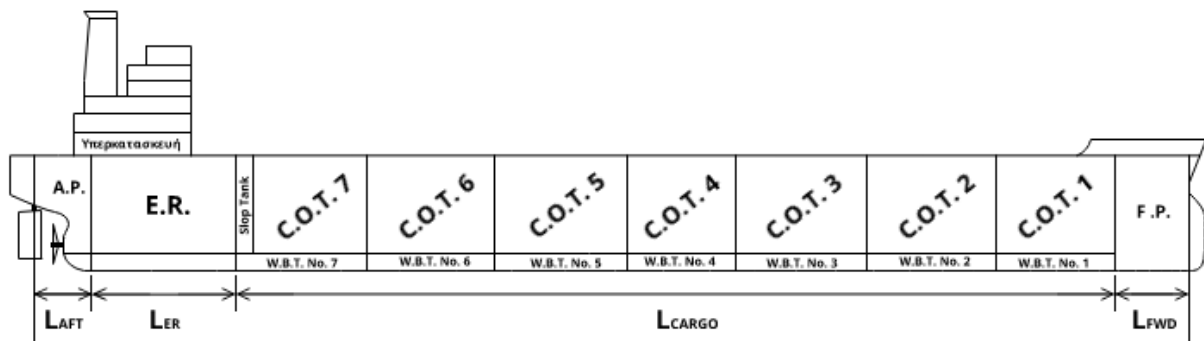 Υπερκατασκευή
A.P.
E.R.
Slop Tank
C.O.T. 7
C.O.T. 6
C.O.T. 5
C.O.T. 4
C.O.T. 3
C.O.T. 2
C.O.T. 1
F .P.
W.B.T. No. 7
W.B.T. No. 6
W.B.T. No. 5
W.B.T. No. 4
W.B.T. No. 3
W.B.T. No. 2
W.B.T. No. 1
LAFT
LER
LCARGO
LFWD